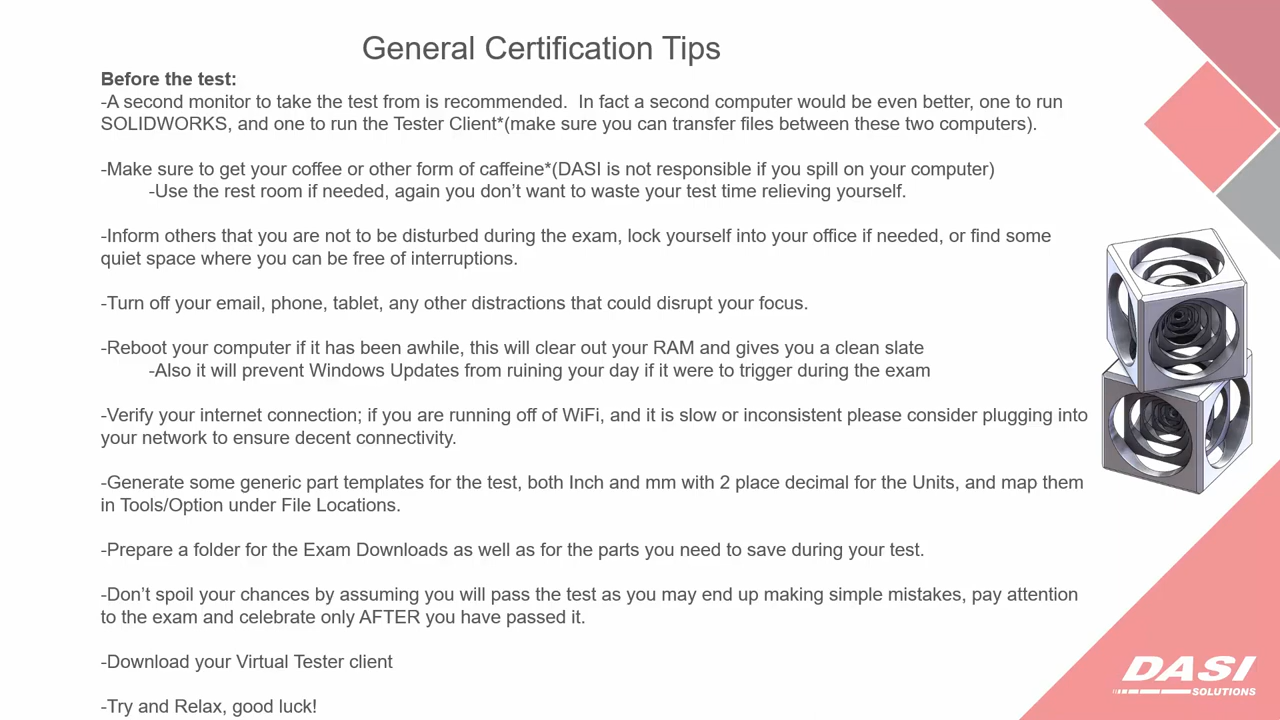 General Certification Tips
Before the test:
-A second monitor to take the test from is recommended.  In fact a second computer would be even better, one to run
SOLIDWORKS, and one to run the Tester Client*(make sure you can transfer files between these two computers).
-Make sure to get your coffee or other form of caffeine*(DASI is not responsible if you spill on your computer)
-Use the rest room if needed, again you don’t want to waste your test time relieving yourself.
-Inform others that you are not to be disturbed during the exam, lock yourself into your office if needed, or find some
quiet space where you can be free of interruptions.
-Turn off your email, phone, tablet, any other distractions that could disrupt your focus.
-Reboot your computer if it has been awhile, this will clear out your RAM and gives you a clean slate
-Also it will prevent Windows Updates from ruining your day if it were to trigger during the exam
-Verify your internet connection; if you are running off of WiFi, and it is slow or inconsistent please consider plugging into
your network to ensure decent connectivity.
-Generate some generic part templates for the test, both Inch and mm with 2 place decimal for the Units, and map them
in Tools/Option under File Locations.
-Prepare a folder for the Exam Downloads as well as for the parts you need to save during your test.
-Don’t spoil your chances by assuming you will pass the test as you may end up making simple mistakes, pay attention
to the exam and celebrate only AFTER you have passed it.
-Download your Virtual Tester client
-Try and Relax, good luck!
DASI
SOLUTIONS